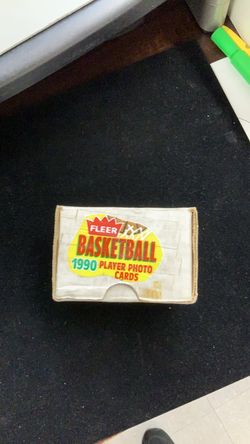 FLEER
BASKETBALL
1990 PLAYER PHOTO
CARDS